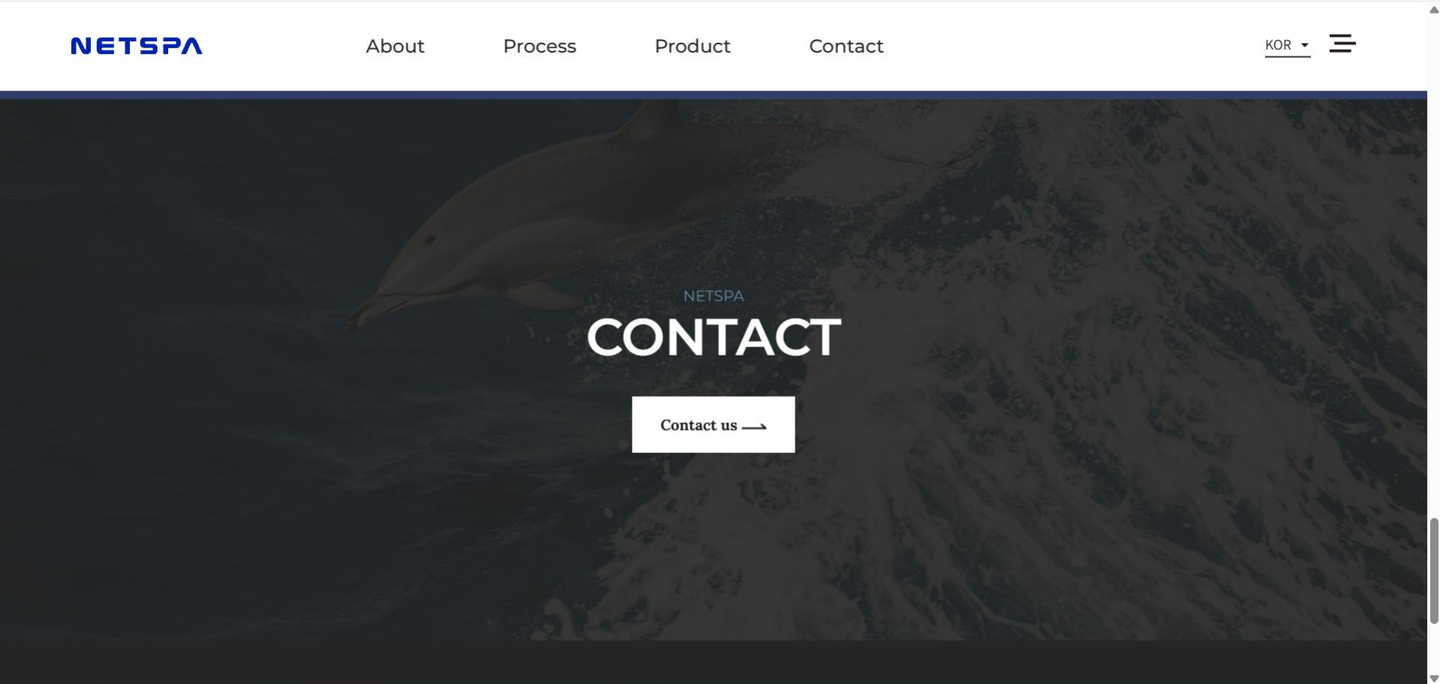 NETSPA
About
Process
Product
Contact
KOR
NETSPA
CONTACT
Contact us